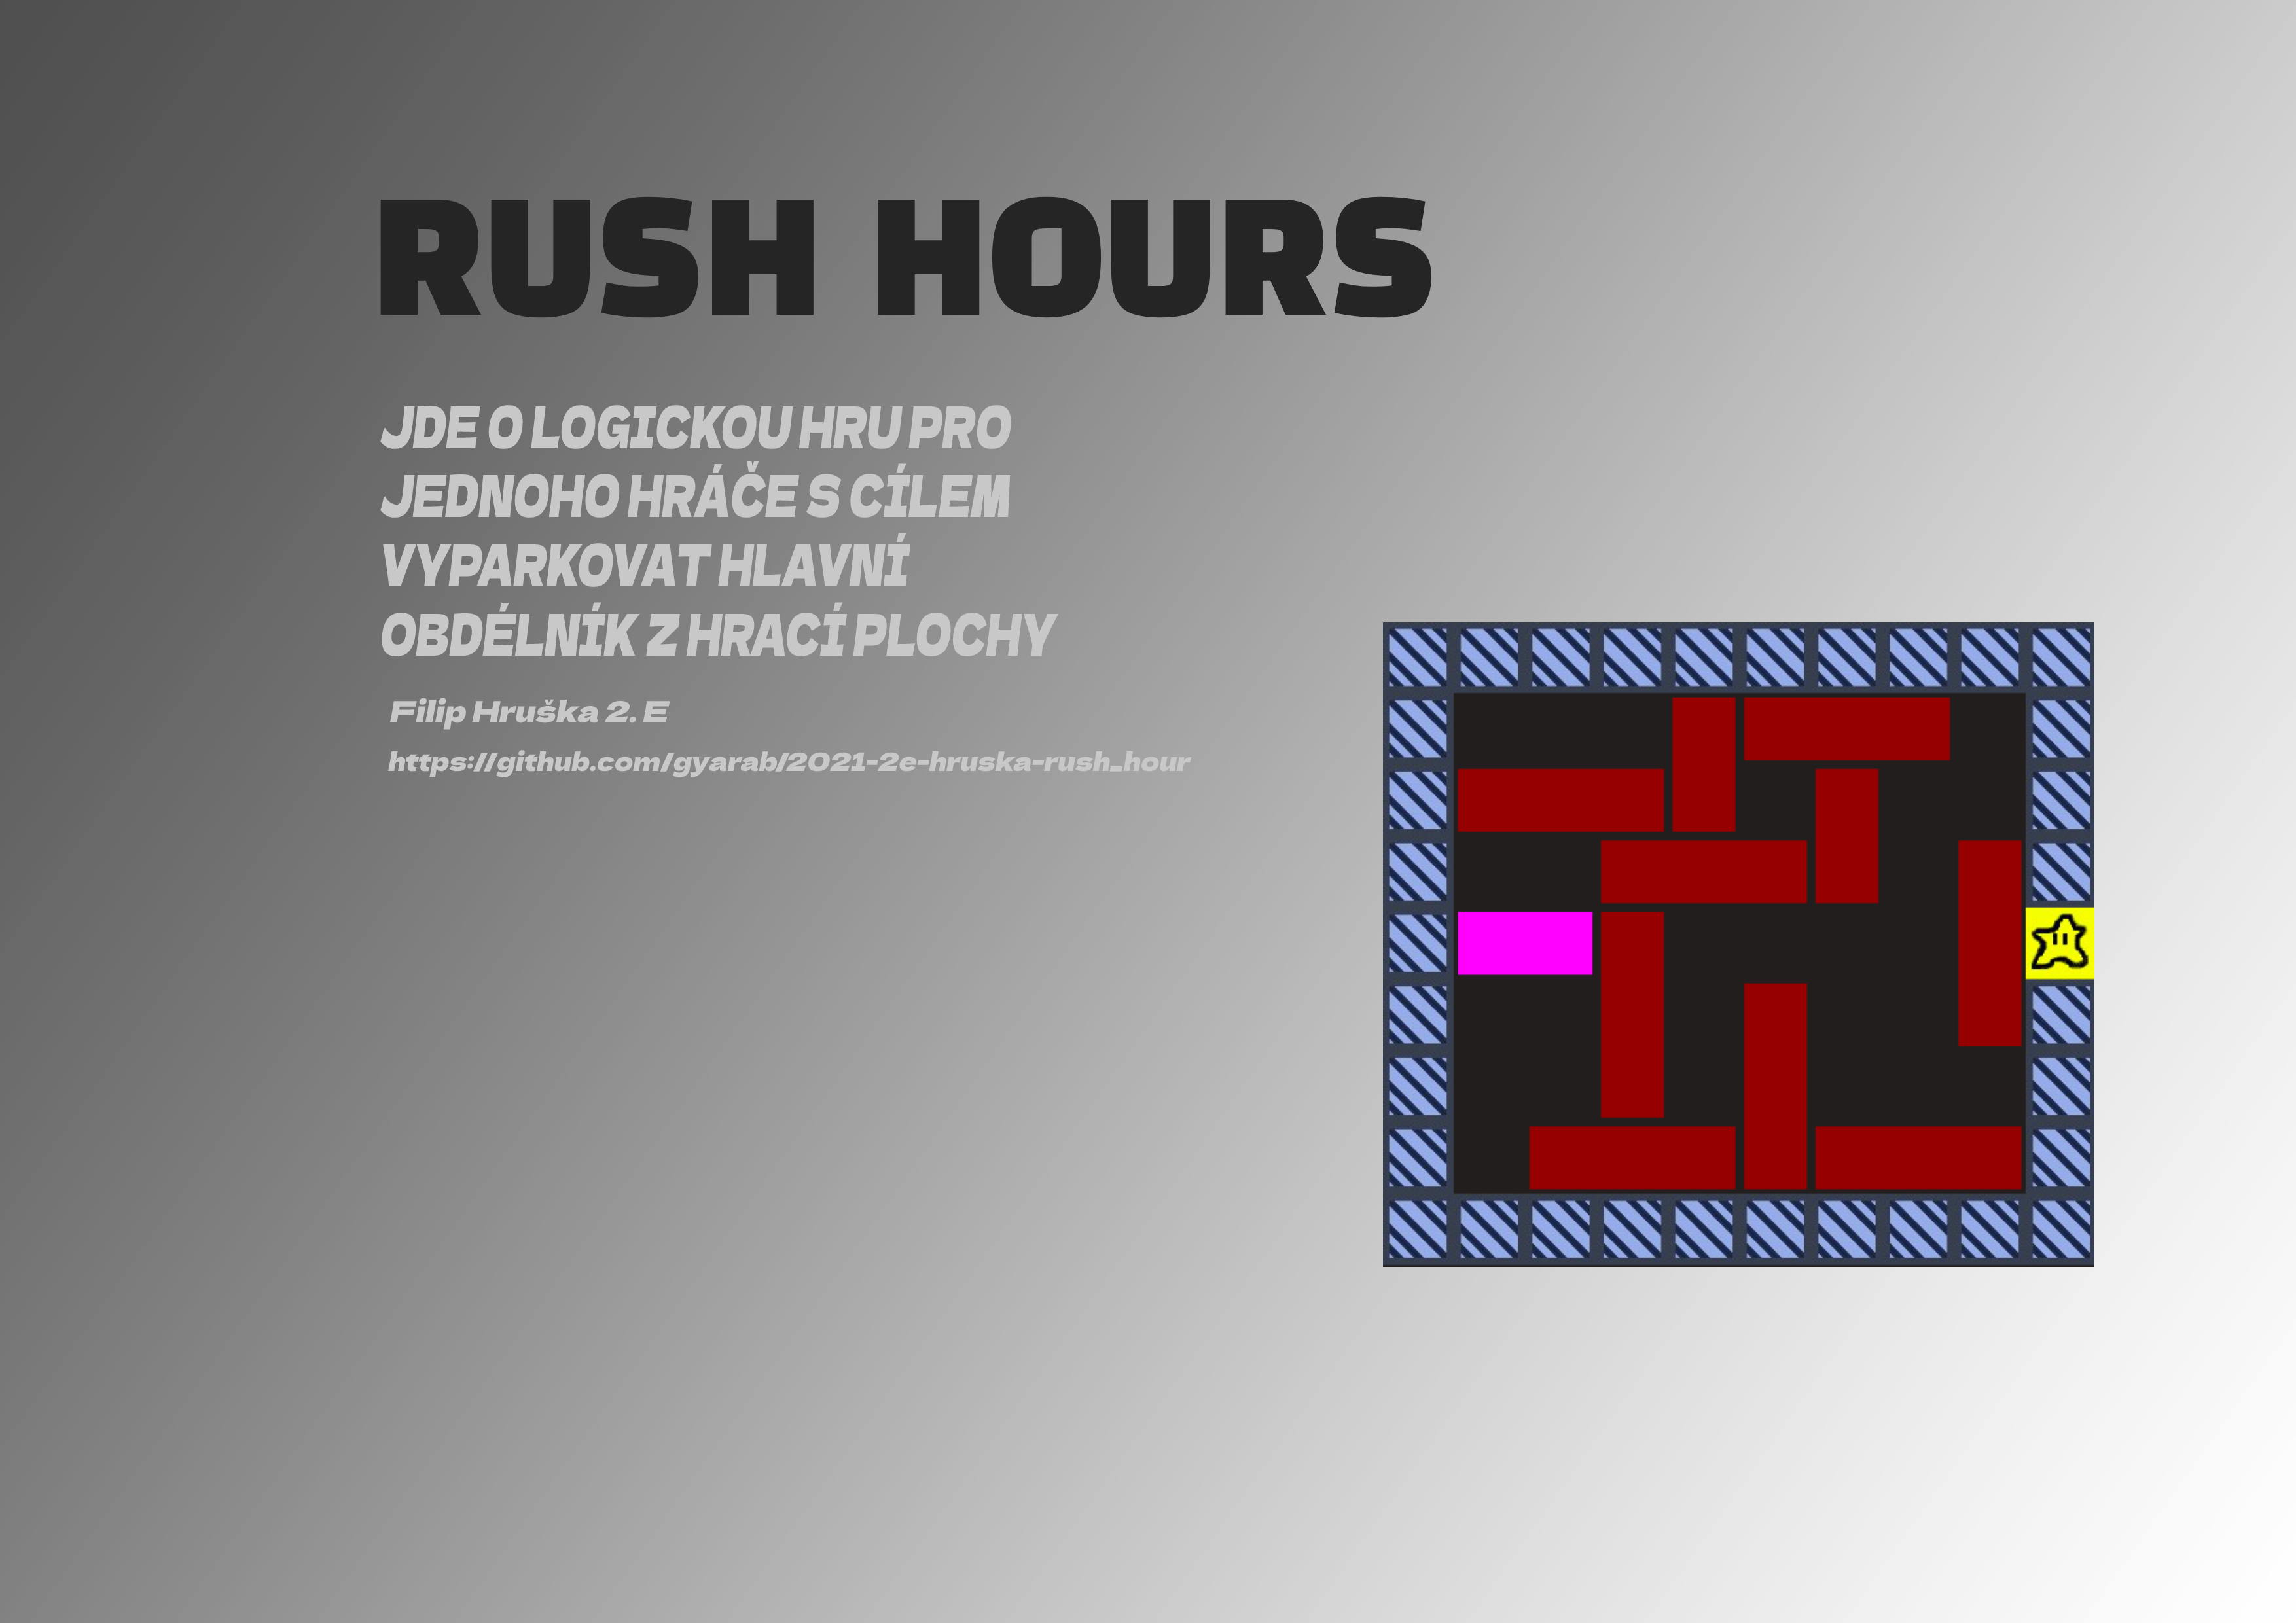 RUSH HOURS
JDE O LOGICKOU HRU PRO
JEDNOHO HRÁČE S CÍLEM
VYPARKOVAT HLAVNÍ
OBDÉLNÍK Z HRACÍ PLOCHY
Filip Hruška 2. E
https://github.com/gyarab/2021-2e-hruska-rush_hour